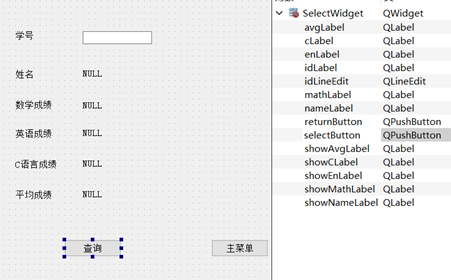 学号
姓名 NULL
数学成绩 NULL
英语成绩 NULL
C语言成绩 NULL
平均成绩 NULL
查询 主菜单
SelectWidget QWidget
avgLabel QLabel
cLabel QLabel
enLabel QLabel
idLabel QLabel
idLineEdit QLineEdit
mathLabel QLabel
nameLabel QLabel
returnButton QPushButton
selectButton QPushButton
showAvgLabel QLabel
showCLabel QLabel
showEnLabel QLabel
showMathLabel QLabel
showNameLabel QLabel